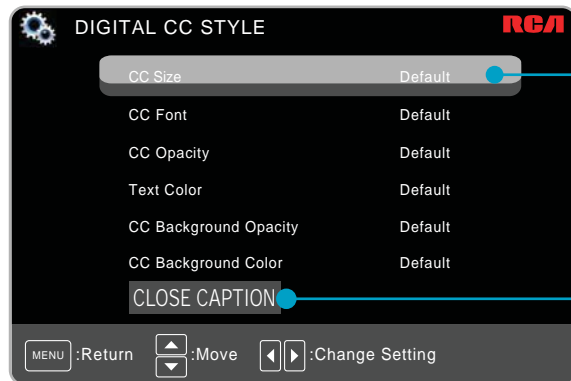 DIGITAL CC STYLE RCA
CC Size Default
CC Font Default
CC Opacity Default
Text Color Default
CC Background Opacity Default
CC Background Color Default
CLOSE CAPTION
MENU :Return :Move :Change Setting